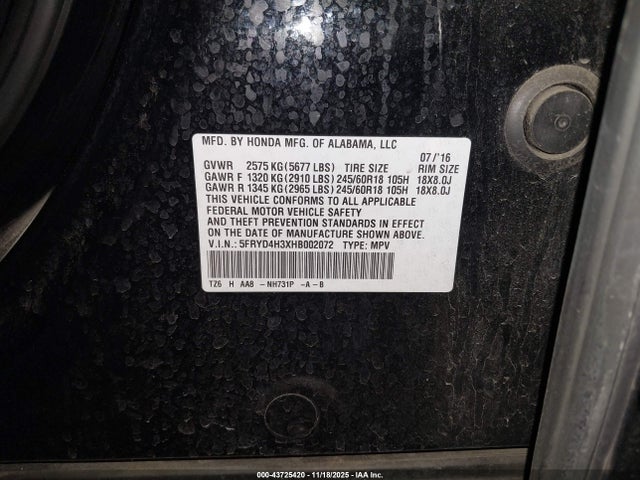 MFD. BY HONDA MFG. OF ALABAMA, LLC
07/'16
GVWR 2575 KG (5677 LBS) TIRE SIZE RIM SIZE
GAWR F 1320 KG (2910 LBS) 245/60R18 105H 18X8.0J
GAWR R 1345 KG (2965 LBS) 245/60R18 105H 18X8.0J
THIS VEHICLE CONFORMS TO ALL APPLICABLE
FEDERAL MOTOR VEHICLE SAFETY
AND THEFT PREVENTION STANDARDS IN EFFECT
ON THE DATE OF MANUFACTURE SHOWN ABOVE.
V.I.N.: 5FRYD4H3XHB002072 TYPE: MPV
TZ6 H AA8 -NH731P -A-B
000-43725420 | 11/18/2025 — IAA Inc.